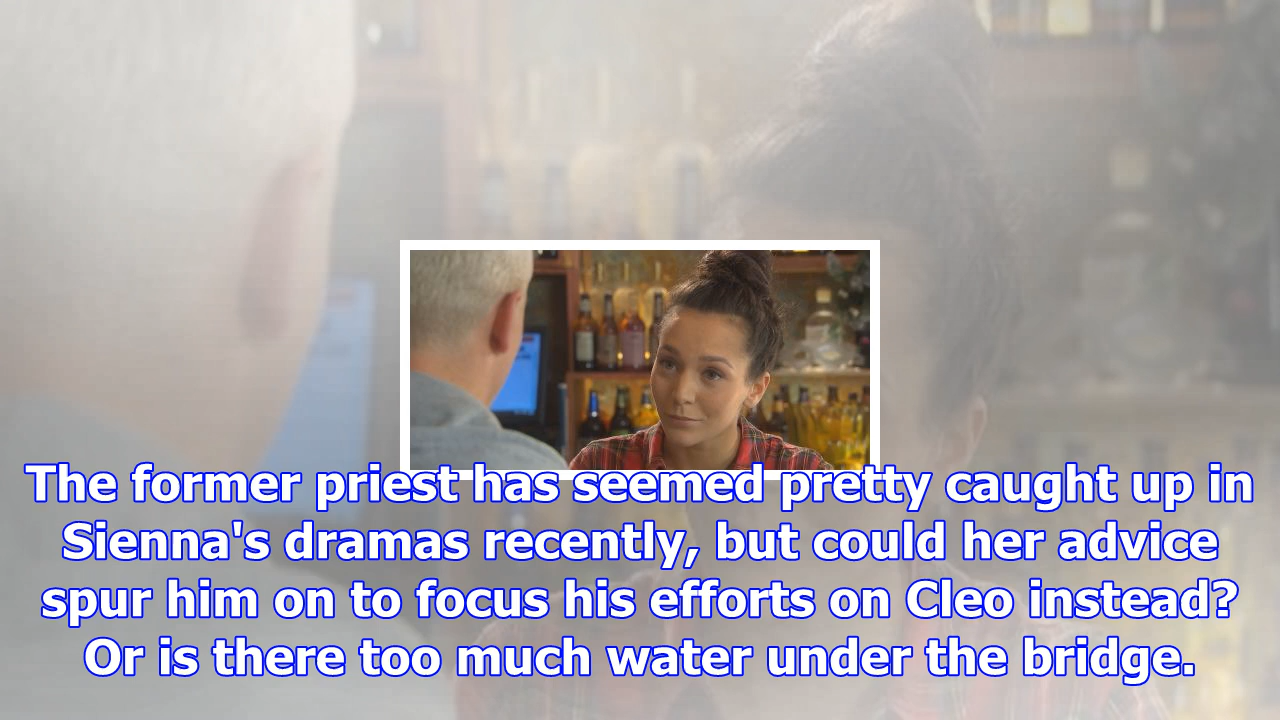 The former priest has seemed pretty caught up in
Sienna's dramas recently, but could her advice
spur him on to focus his efforts on Cleo instead?
Or is there too much water under the bridge.